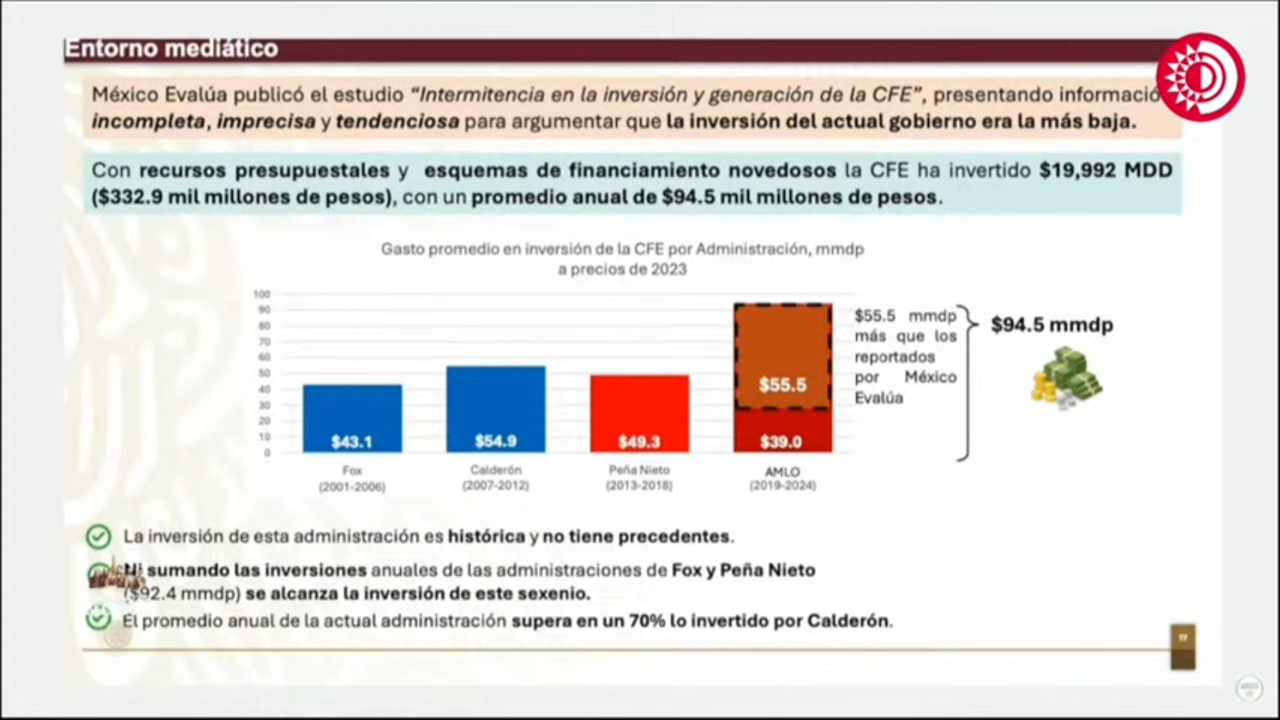 Entorno mediático
México Evalúa publicó el estudio “Intermitencia en la inversión y generación de la CFE”, presentando informació
incompleta, imprecisa y tendenciosa para argumentar que la inversión del actual gobierno era la más baja.
Con recursos presupuestales y esquemas de financiamiento novedosos la CFE ha invertido $19,992 MDD
($332.9 mil millones de pesos), con un promedio anual de $94.5 mil millones de pesos.
Gasto promedio en inversión de la CFE por Administración, mmdp
a precios de 2023
100
90
80
70
60
50
40
30
20
10
0
$43.1
$54.9
$49.3
$55.5
$39.0
Fox
(2001-2006)
Calderón
(2007-2012)
Peña Nieto
(2013-2018)
AMLO
(2019-2024)
$55.5 mmdp
más que los
reportados
por México
Evalúa
$94.5 mmdp
La inversión de esta administración es histórica y no tiene precedentes.
Ni sumando las inversiones anuales de las administraciones de Fox y Peña Nieto
($92.4 mmdp) se alcanza la inversión de este sexenio.
El promedio anual de la actual administración supera en un 70% lo invertido por Calderón.
17